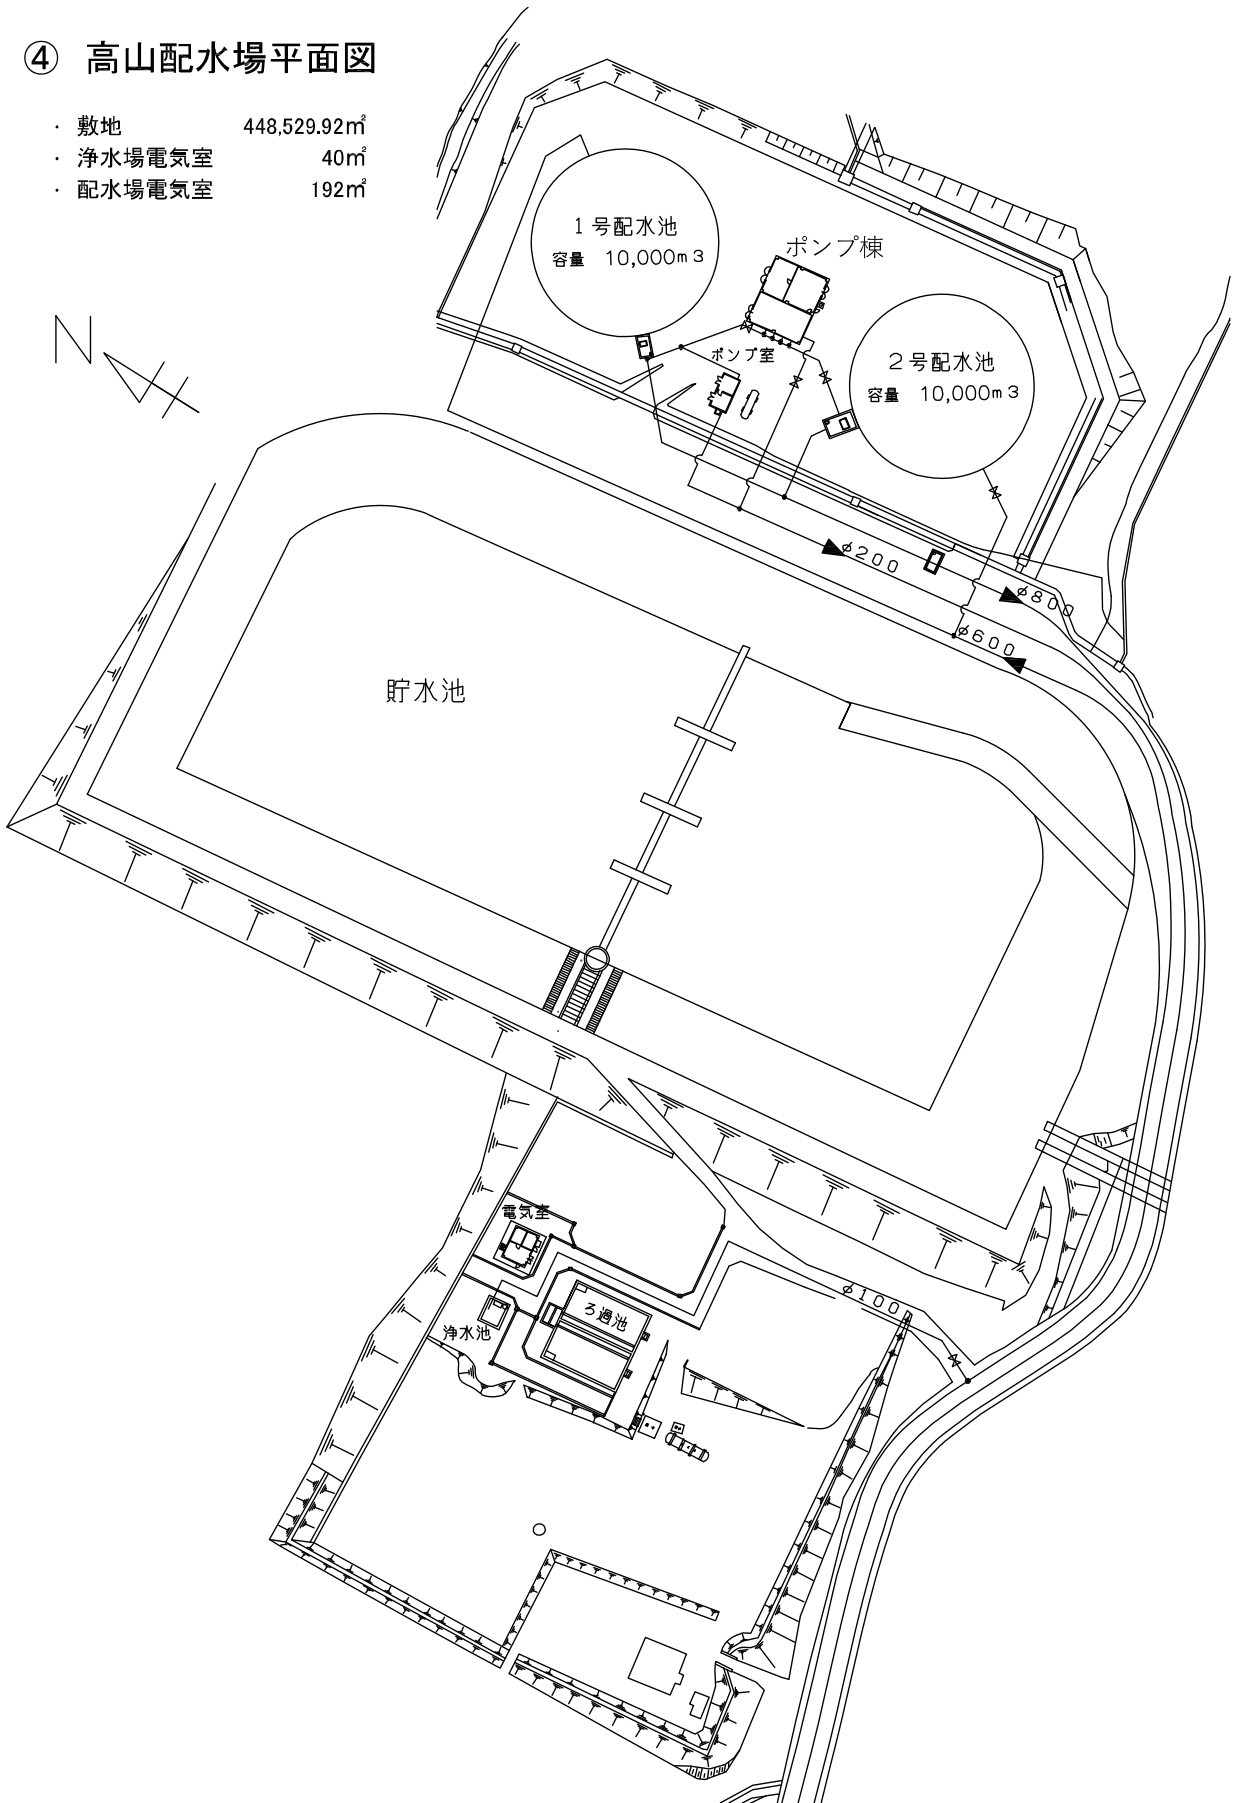 ④ 高山配水場平面図
・ 敷地 448,529.92㎡
・ 浄水場電気室 40㎡
・ 配水場電気室 192㎡
N
1号配水池
容量 10,000m3
ポンプ棟
ポンプ室
2号配水池
容量 10,000m3
φ200
φ800
φ600
貯水池
電気室
ろ過池
浄水池
φ100